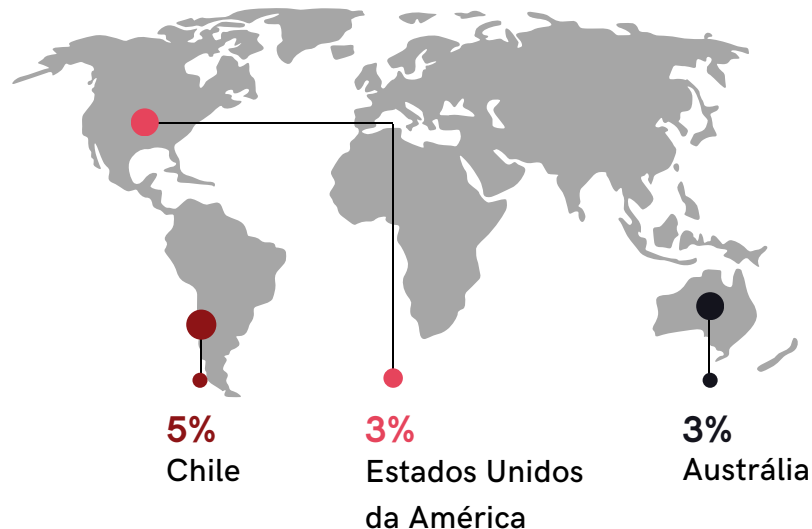 5%
Chile
3%
Estados Unidos
da América
3%
Austrália